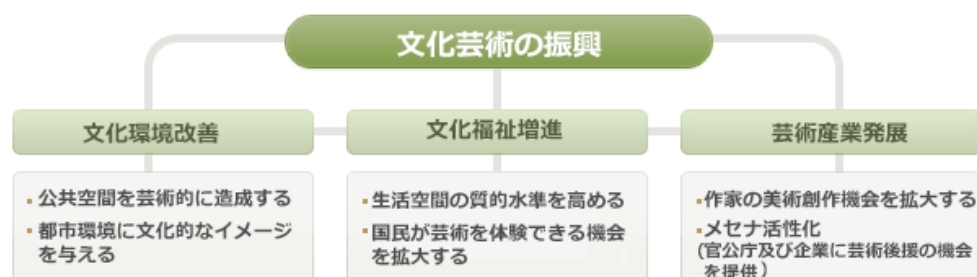 文化芸術の振興
文化環境改善
・公共空間を芸術的に造成する
・都市環境に文化的なイメージ
を与える
文化福祉増進
・生活空間の質的水準を高める
・国民が芸術を体験できる機会
を拡大する
芸術産業発展
・作家の美術創作機会を拡大する
・メセナ活性化
(官公庁及び企業に芸術後援の機会
を提供)